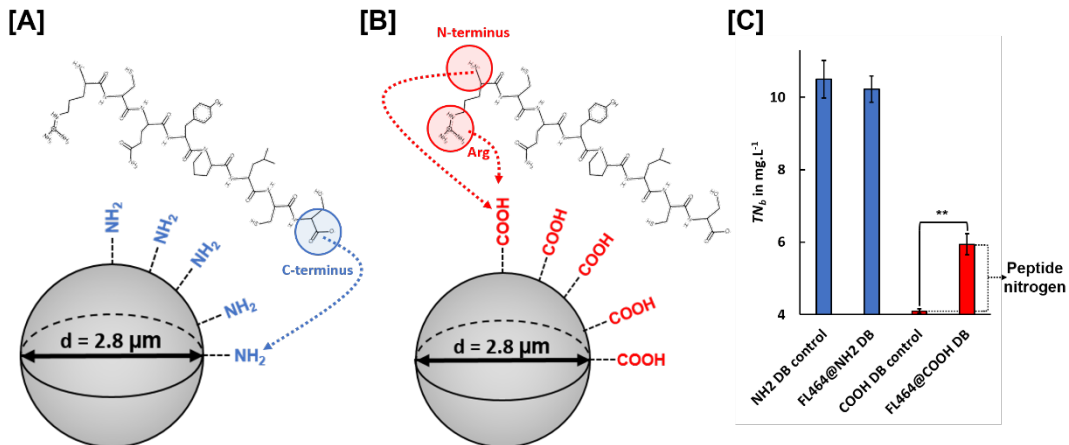 [A]
NH2
NH2
NH2
NH2
NH2
C-terminus
d = 2.8 µm
[B]
N-terminus
Arg
COOH
COOH
COOH
COOH
COOH
d = 2.8 µm
[C]
TNb in mg.L-1
10
8
6
4
**
Peptide
nitrogen
NH2 DB control
FL464@NH2 DB
COOH DB control
FL464@COOH DB